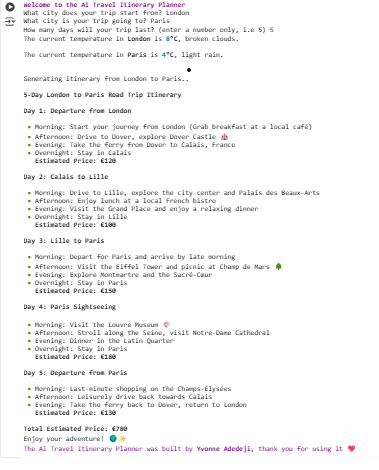 Welcome to the AI Travel Itinerary Planner
What city does your trip start from? London
What city is your trip going to? Paris
How many days will your trip last? (enter a number only, i.e 5) 5
The current temperature in London is 8°C, broken clouds.
The current temperature in Paris is 4°C, light rain.
Generating itinerary from London to Paris..
5-Day London to Paris Road Trip Itinerary
Day 1: Departure from London
• Morning: Start your journey from London (Grab breakfast at a local café)
• Afternoon: Drive to Dover, explore Dover Castle 🏰
• Evening: Take the ferry from Dover to Calais, France
• Overnight: Stay in Calais
Estimated Price: €120
Day 2: Calais to Lille
• Morning: Drive to Lille, explore the city center and Palais des Beaux-Arts
• Afternoon: Enjoy lunch at a local French bistro
• Evening: Visit the Grand Place and enjoy a relaxing dinner
• Overnight: Stay in Lille
Estimated Price: €100
Day 3: Lille to Paris
• Morning: Depart for Paris and arrive by late morning
• Afternoon: Visit the Eiffel Tower and picnic at Champ de Mars 🌳
• Evening: Explore Montmartre and the Sacré-Cœur
• Overnight: Stay in Paris
Estimated Price: €150
Day 4: Paris Sightseeing
• Morning: Visit the Louvre Museum 🎨
• Afternoon: Stroll along the Seine, visit Notre-Dame Cathedral
• Evening: Dinner in the Latin Quarter
• Overnight: Stay in Paris
Estimated Price: €180
Day 5: Departure from Paris
• Morning: Last-minute shopping on the Champs-Élysées
• Afternoon: Leisurely drive back towards Calais
• Evening: Take the ferry back to Dover, return to London
Estimated Price: €130
Total Estimated Price: €780
Enjoy your adventure! 🌍✨
The Ai Travel Itinerary Planner was built by Yvonne Adedeji, thank you for using it 💖